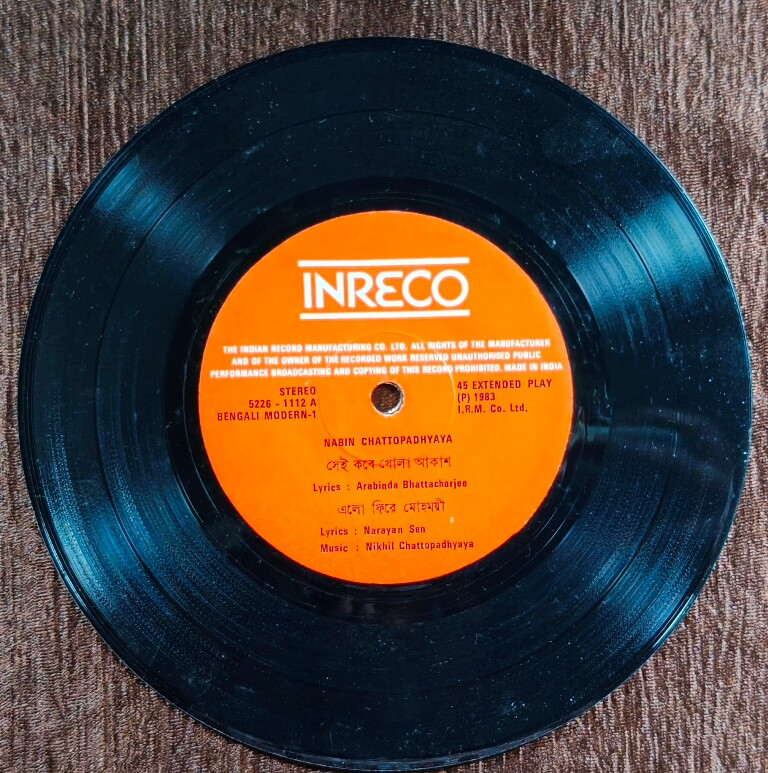 INRECO
THE INDIAN RECORD MANUFACTURING CO. LTD. ALL RIGHTS OF THE MANUFACTURER
AND OF THE OWNER OF THE RECORDED WORK RESERVED UNAUTHORISED PUBLIC
PERFORMANCE BROADCASTING AND COPYING OF THIS RECORD PROHIBITED. MADE IN INDIA
STEREO
5226 - 1112 A
BENGALI MODERN-1
45 EXTENDED PLAY
(P) 1983
I.R.M. Co. Ltd.
NABIN CHATTOPADHYAYA
সেই কবে খোলা আকাশ
Lyrics : Arabinda Bhattacharjee
এলো ফিরে মোহময়ী
Lyrics : Narayan Sen
Music : Nikhil Chattopadhyaya